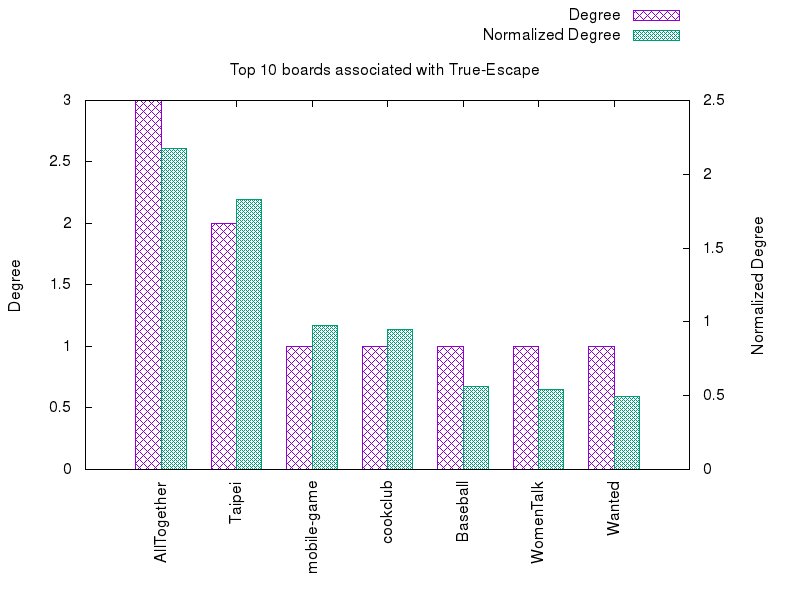 Degree
Normalized Degree
Top 10 boards associated with True-Escape
3
2.5
2
1.5
1
0.5
0
2.5
2
1.5
1
0.5
0
Degree
Normalized Degree
AllTogether
Taipei
mobile-game
cookclub
Baseball
WomenTalk
Wanted